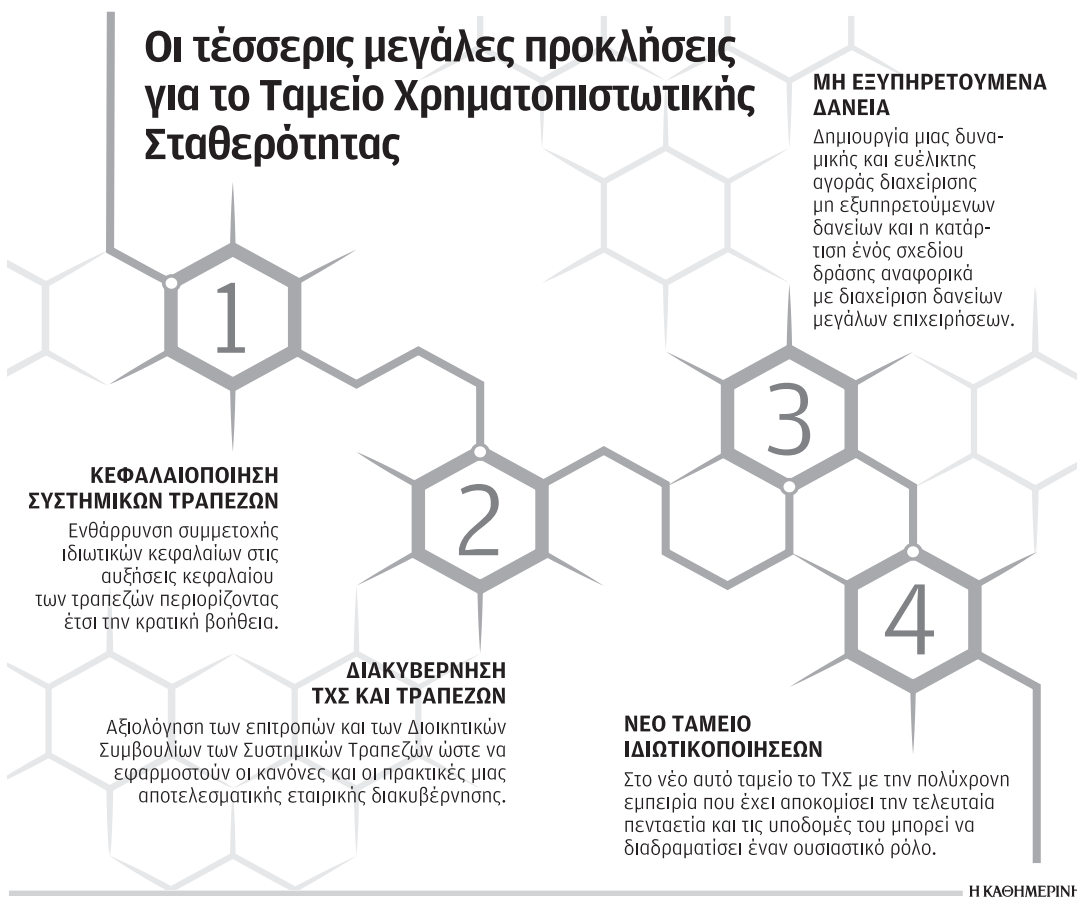 Οι τέσσερις μεγάλες προκλήσεις
για το Ταμείο Χρηματοπιστωτικής
Σταθερότητας
1
ΚΕΦΑΛΑΙΟΠΟΙΗΣΗ
ΣΥΣΤΗΜΙΚΩΝ ΤΡΑΠΕΖΩΝ
Ενθάρρυνση συμμετοχής
ιδιωτικών κεφαλαίων στις
αυξήσεις κεφαλαίου
των τραπεζών περιορίζοντας
έτσι την κρατική βοήθεια.
2
ΔΙΑΚΥΒΕΡΝΗΣΗ
ΤΧΣ ΚΑΙ ΤΡΑΠΕΖΩΝ
Αξιολόγηση των επιτροπών και των Διοικητικών
Συμβουλίων των Συστημικών Τραπεζών ώστε να
εφαρμοστούν οι κανόνες και οι πρακτικές μιας
αποτελεσματικής εταιρικής διακυβέρνησης.
ΜΗ ΕΞΥΠΗΡΕΤΟΥΜΕΝΑ
ΔΑΝΕΙΑ
Δημιουργία μιας δυνα-
μικής και ευέλικτης
αγοράς διαχείρισης
μη εξυπηρετούμενων
δανείων και η κατάρ-
τιση ένός σχεδίου
δράσης αναφορικά
με διαχείριση δανείων
μεγάλων επιχειρήσεων.
3
4
ΝΕΟ ΤΑΜΕΙΟ
ΙΔΙΩΤΙΚΟΠΟΙΗΣΕΩΝ
Στο νέο αυτό ταμείο το ΤΧΣ με την πολύχρονη
εμπειρία που έχει αποκομίσει την τελευταία
πενταετία και τις υποδομές του μπορεί να
διαδραματίσει έναν ουσιαστικό ρόλο.
Η ΚΑΘΗΜΕΡΙΝΗ